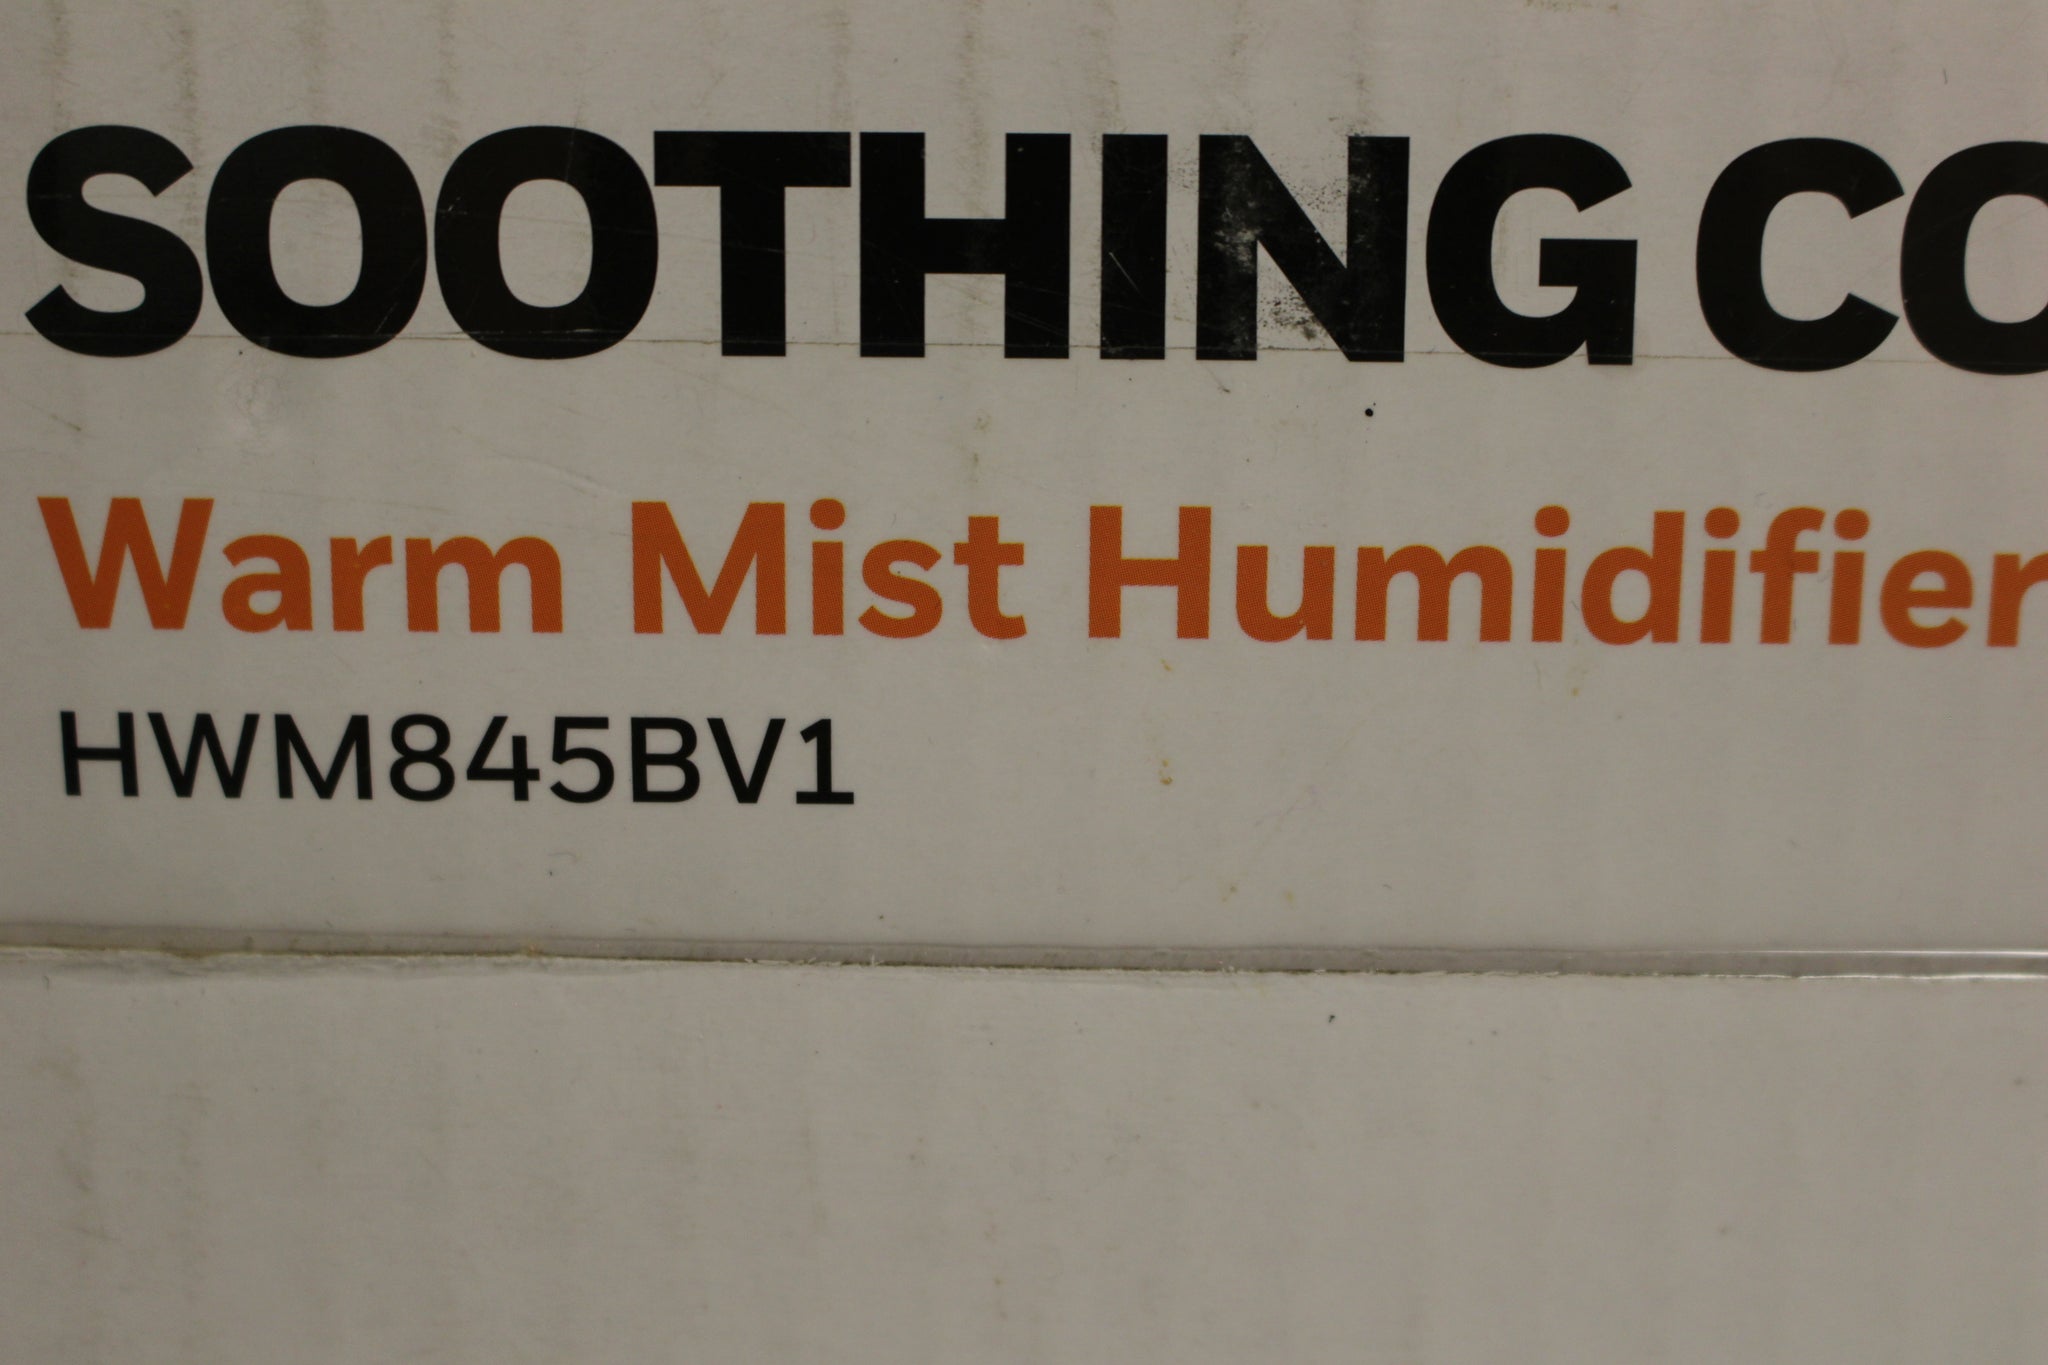 SOOTHING CO
Warm Mist Humidifier
HWM845BV1